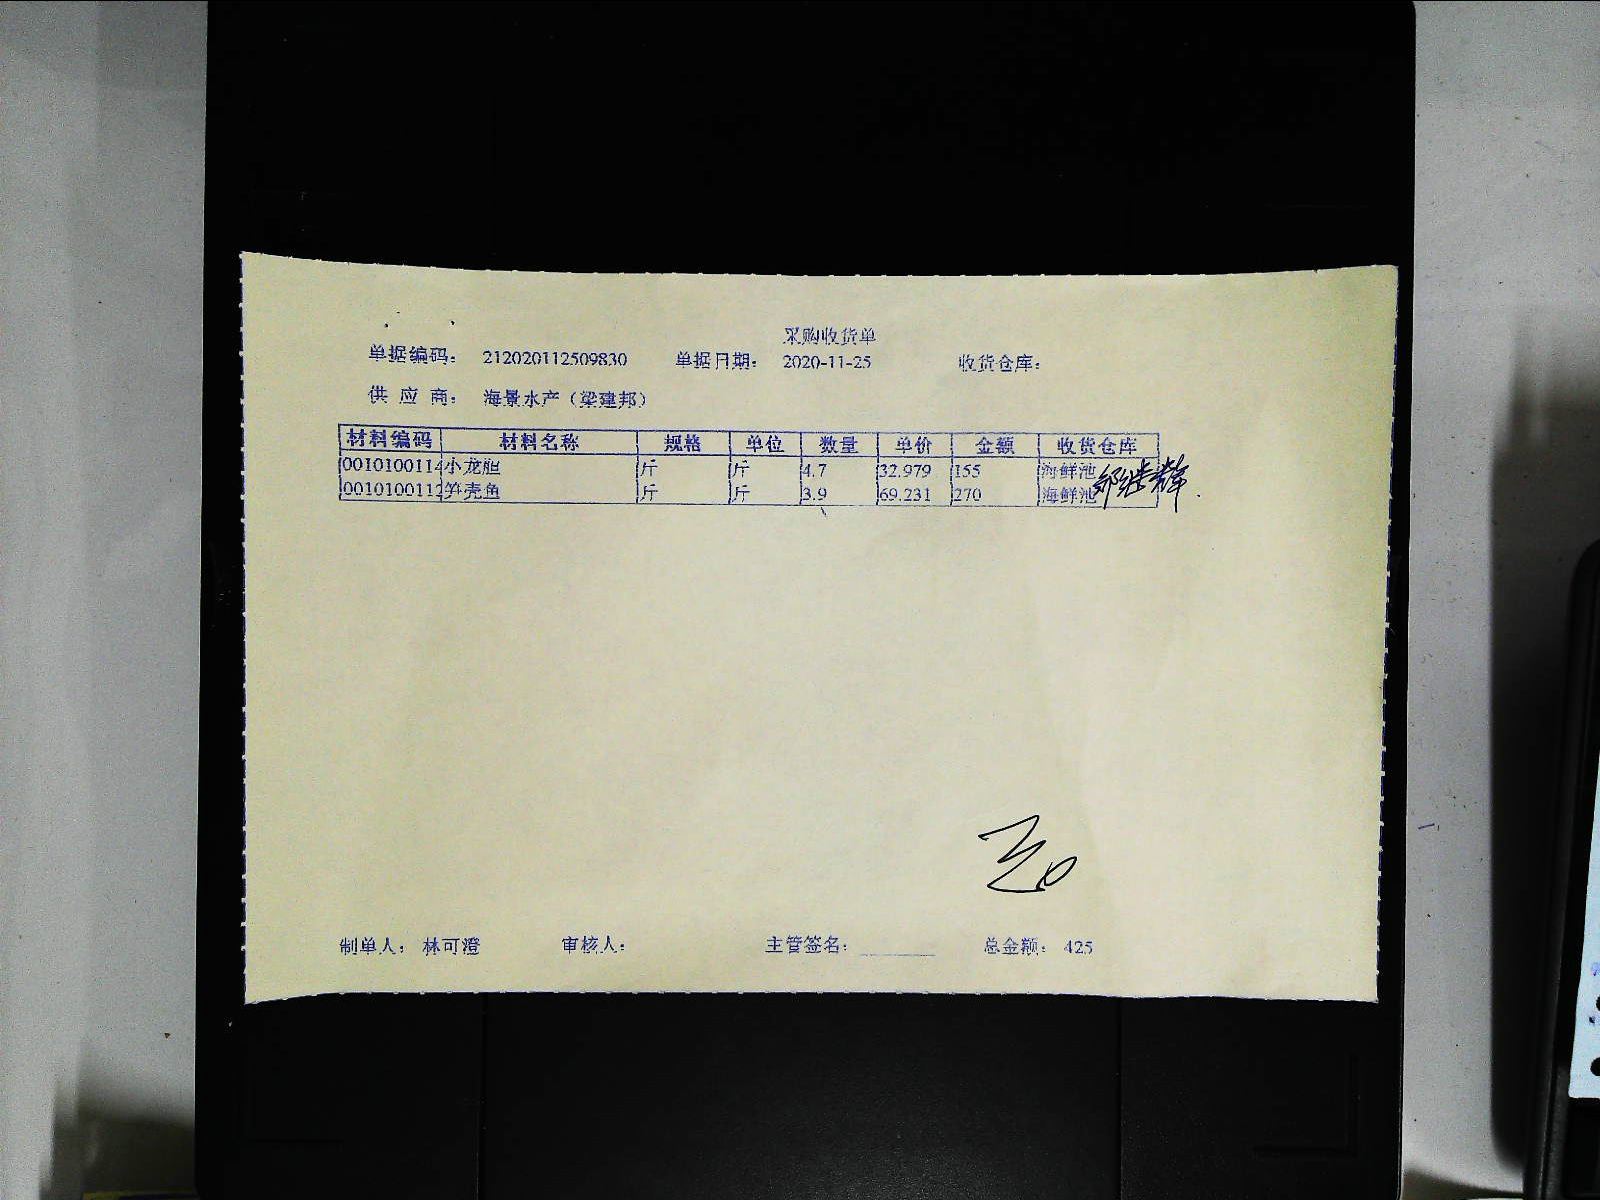 采购收货单
单据编码： 212020112509830 单据日期： 2020-11-25 收货仓库：
供 应 商： 海景水产（梁建邦）
材料编码 材料名称 规格 单位 数量 单价 金额 收货仓库
0010100114 小龙胆 斤 斤 4.7 32.979 155 海鲜池
0010100112 笋壳鱼 斤 斤 3.9 69.231 270 海鲜池
制单人： 林可澄 审核人： 主管签名： 总金额： 425